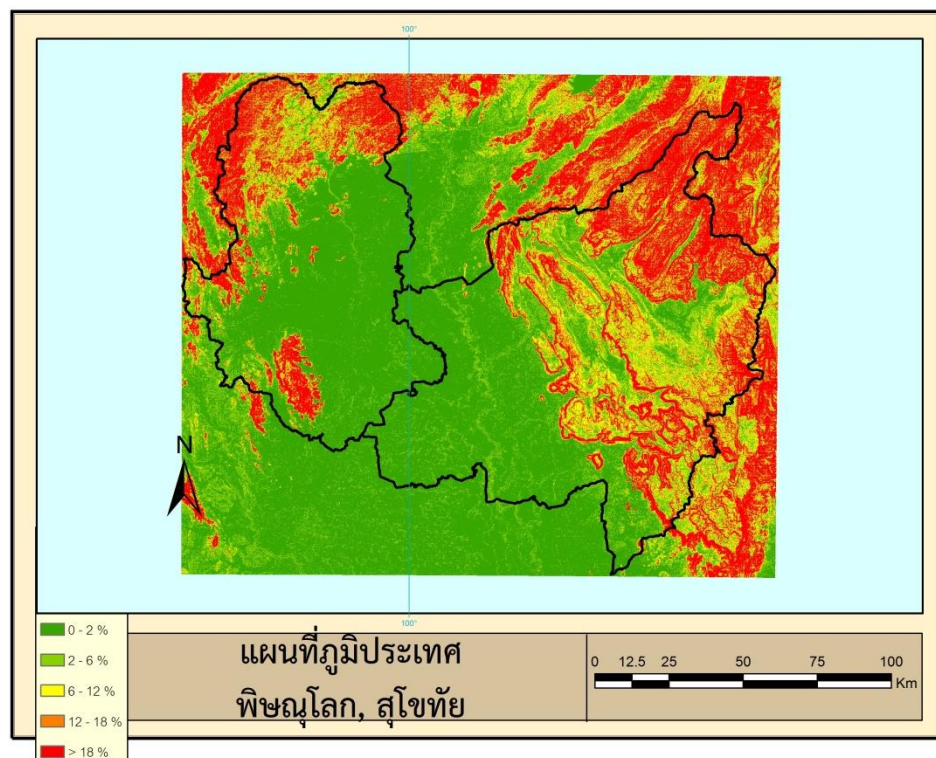 100°
N
100°
0 - 2 %
2 - 6 %
6 - 12 %
12 - 18 %
> 18 %
แผนที่ภูมิประเทศ
พิษณุโลก, สุโขทัย
0 12.5 25 50 75 100
Km